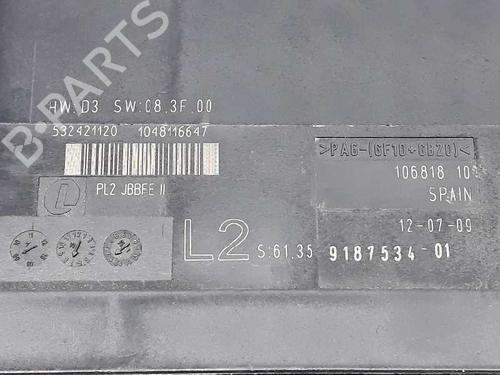 B-PARTS
HW:D3 SW:08.3F.00
532421120 1048116647
>PA6-(GF10+GB20)<
L PL2 JBBFE II
106818 10
SPAIN
12-07-09
L2 S:61.35 9187534-01